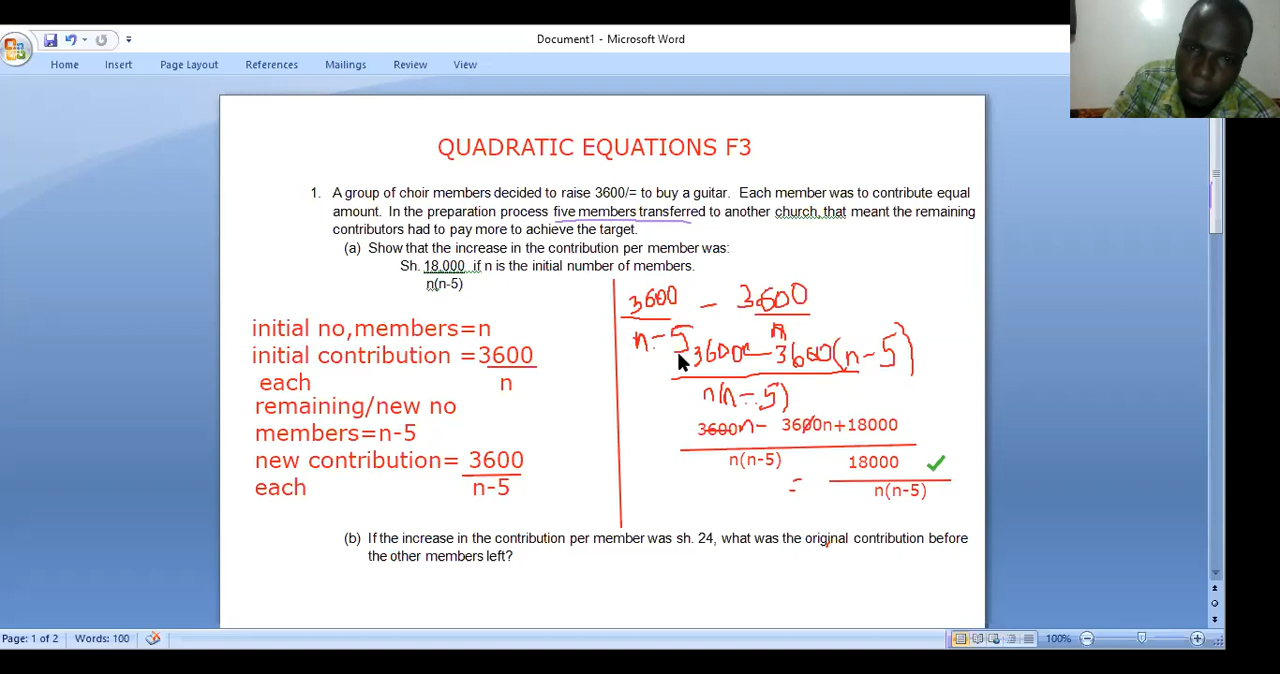 Document1 - Microsoft Word
Home Insert Page Layout References Mailings Review View
QUADRATIC EQUATIONS F3
1. A group of choir members decided to raise 3600/= to buy a guitar. Each member was to contribute equal
amount. In the preparation process five members transferred to another church, that meant the remaining
contributors had to pay more to achieve the target.
(a) Show that the increase in the contribution per member was:
Sh. 18,000 if n is the initial number of members.
n(n-5)
initial no,members=n
initial contribution =3600
each n
remaining/new no
members=n-5
new contribution= 3600
each n-5
3600 - 3600
n-5 n
3600n-3600(n-5)
n(n-5)
3600n- 3600n+18000
n(n-5)
= 18000
n(n-5)
(b) If the increase in the contribution per member was sh. 24, what was the original contribution before
the other members left?
Page: 1 of 2 Words: 100 100%